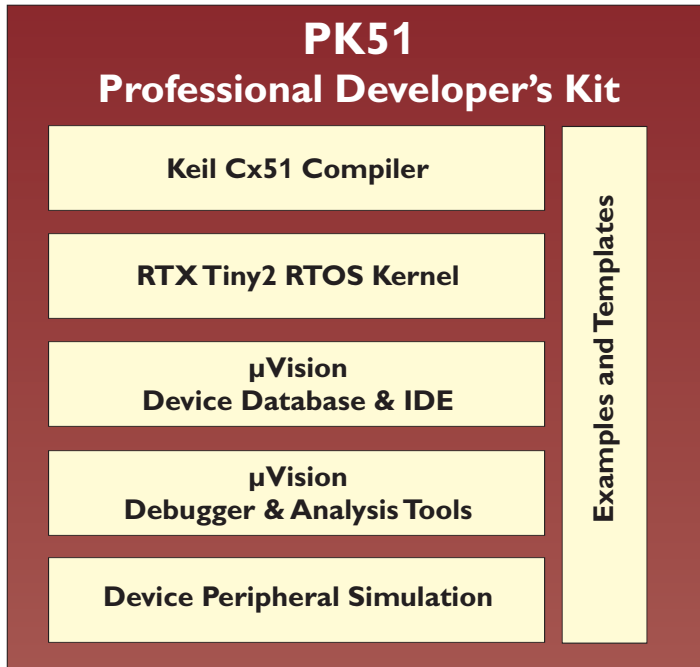 PK51
Professional Developer’s Kit
Keil Cx51 Compiler
RTX Tiny2 RTOS Kernel
µVision
Device Database & IDE
µVision
Debugger & Analysis Tools
Device Peripheral Simulation
Examples and Templates